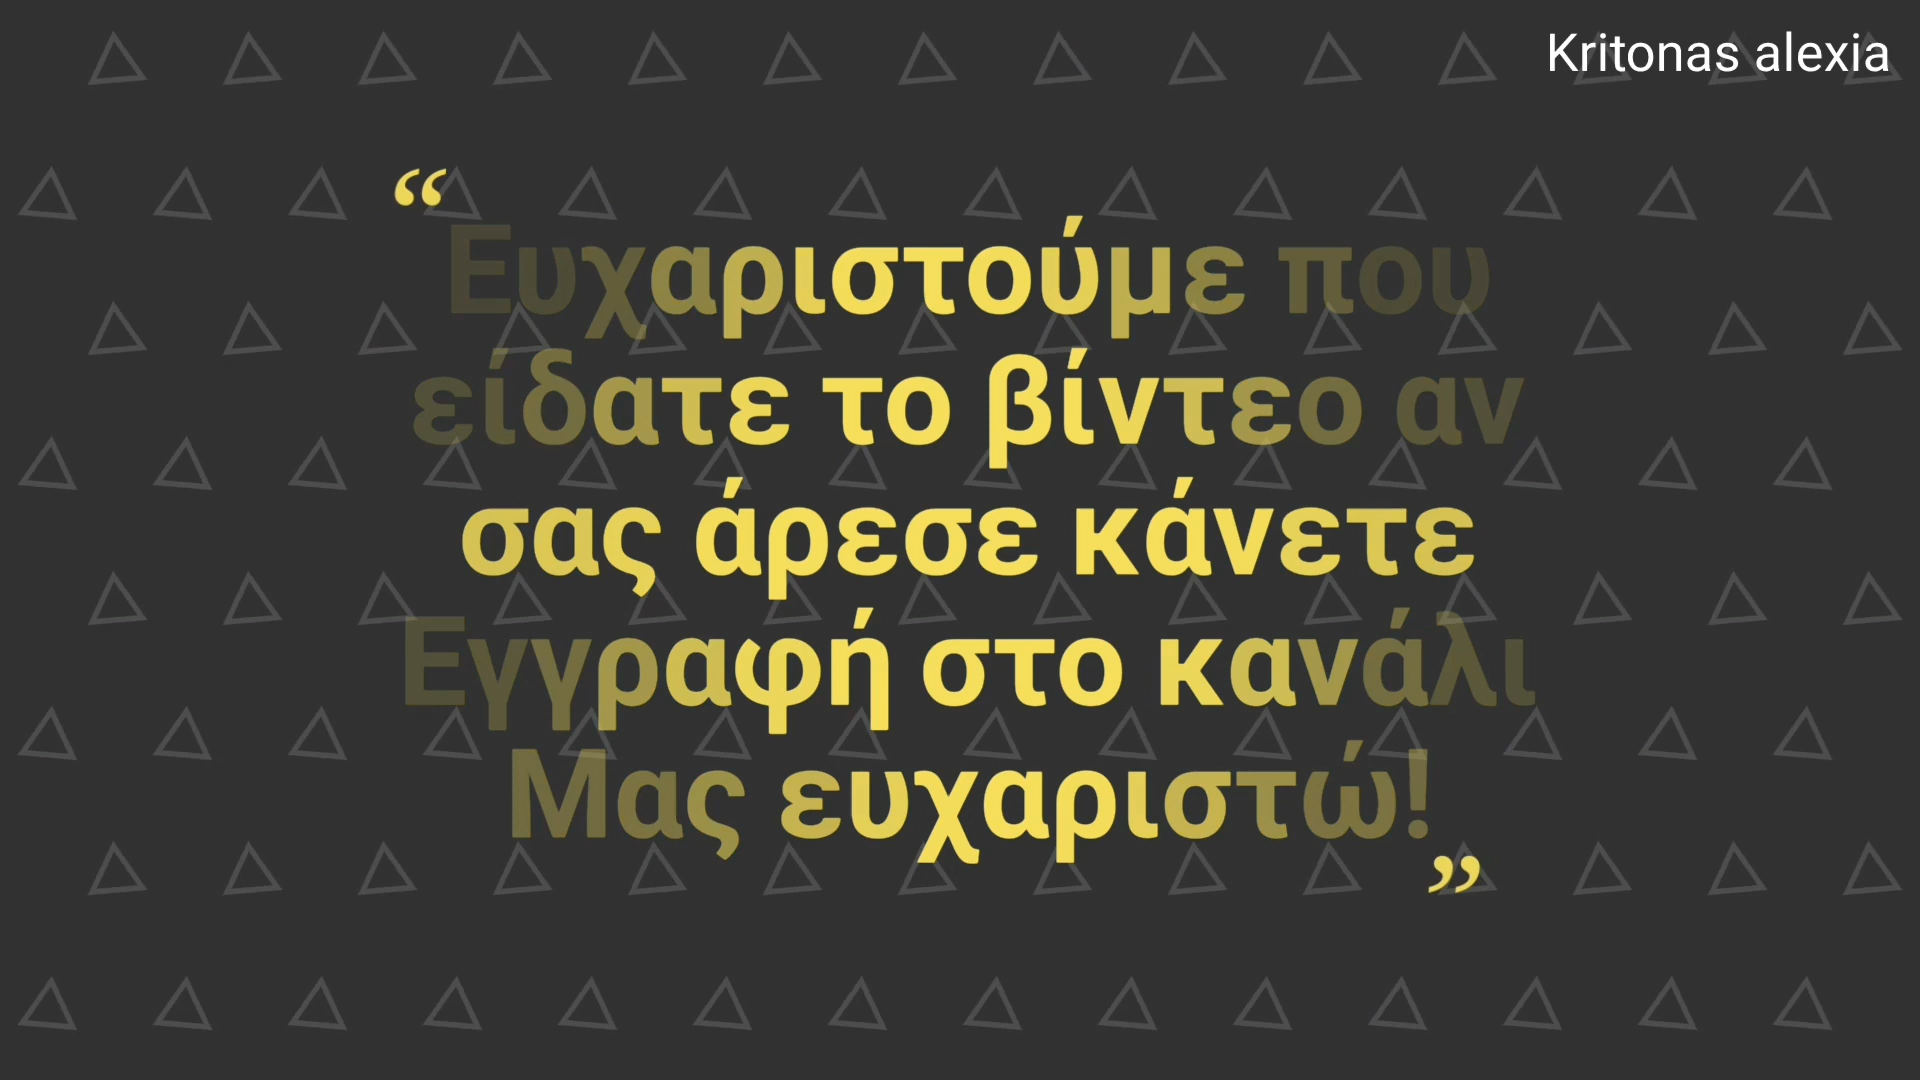 Kritonas alexia
“Ευχαριστούμε που
είδατε το βίντεο αν
σας άρεσε κάνετε
Εγγραφή στο κανάλι
Μας ευχαριστώ!”